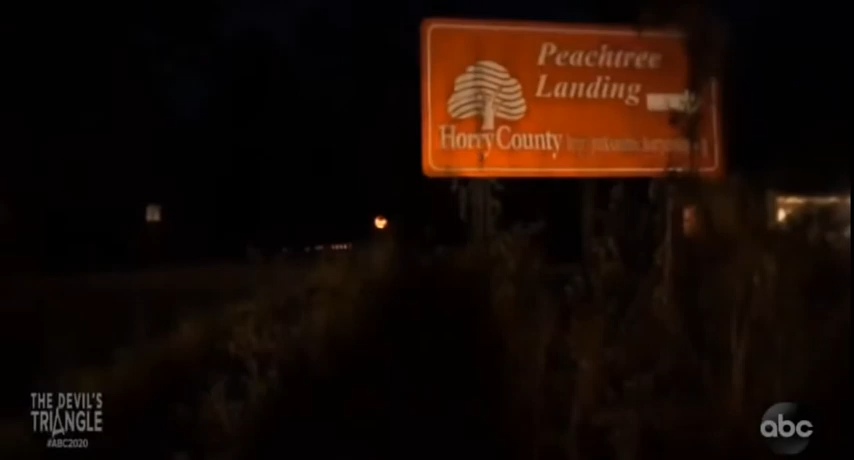 Peachtree
Landing
Horry County
THE DEVIL'S
TRIANGLE
#ABC2020
abc